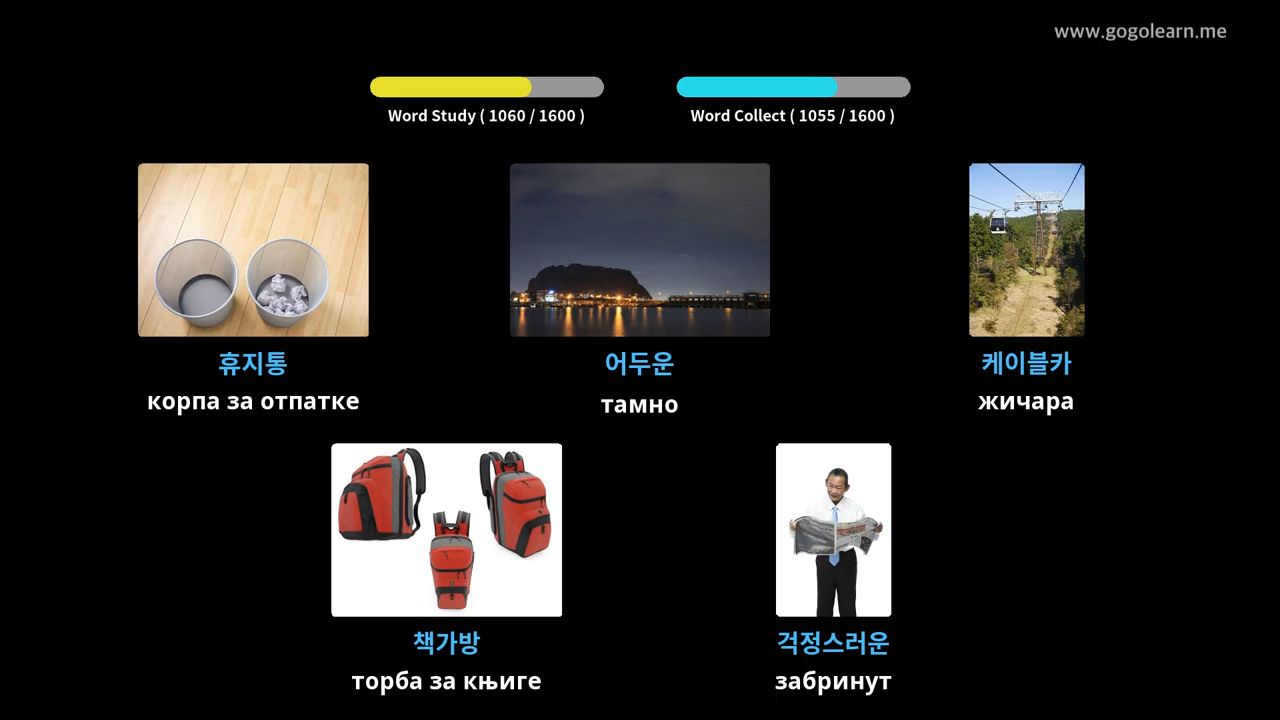 www.gogolearn.me
Word Study ( 1060 / 1600 )
Word Collect ( 1055 / 1600 )
휴지통
어두운
케이블카
корпа за отпатке
тамно
жичара
책가방
걱정스러운
торба за књиге
забринут